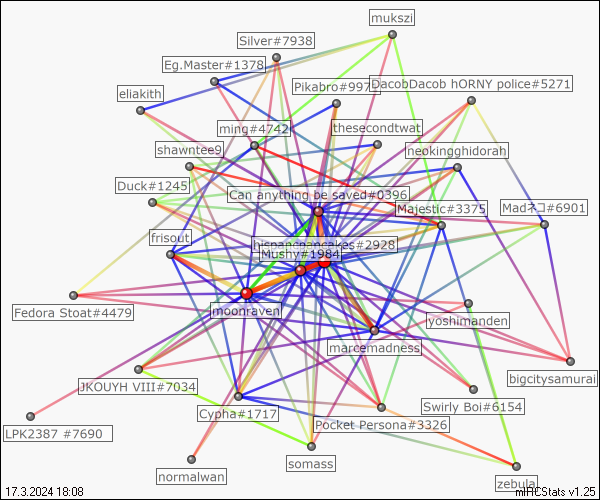 mukszi
Silver#7938
Eg.Master#1378
Pikabro#997
DacobDacob hORNY police#5271
eliakith
ming#4742
thesecondtwat
shawntee9
neokingghidorah
Duck#1245
Can anything be saved#0396
Majestic#3375
Madネコ#6901
frisout
hicpancpancakes#2928
Mushy#1984
Fedora Stoat#4479
moonraven
yoshimanden
marcemadness
bigcitysamurai
JKOUYH VIII#7034
Swirly Boi#6154
Cypha#1717
Pocket Persona#3326
LPK2387 #7690
normalwan
somass
zebula
17.3.2024 18:08
mIRCStats v1.25